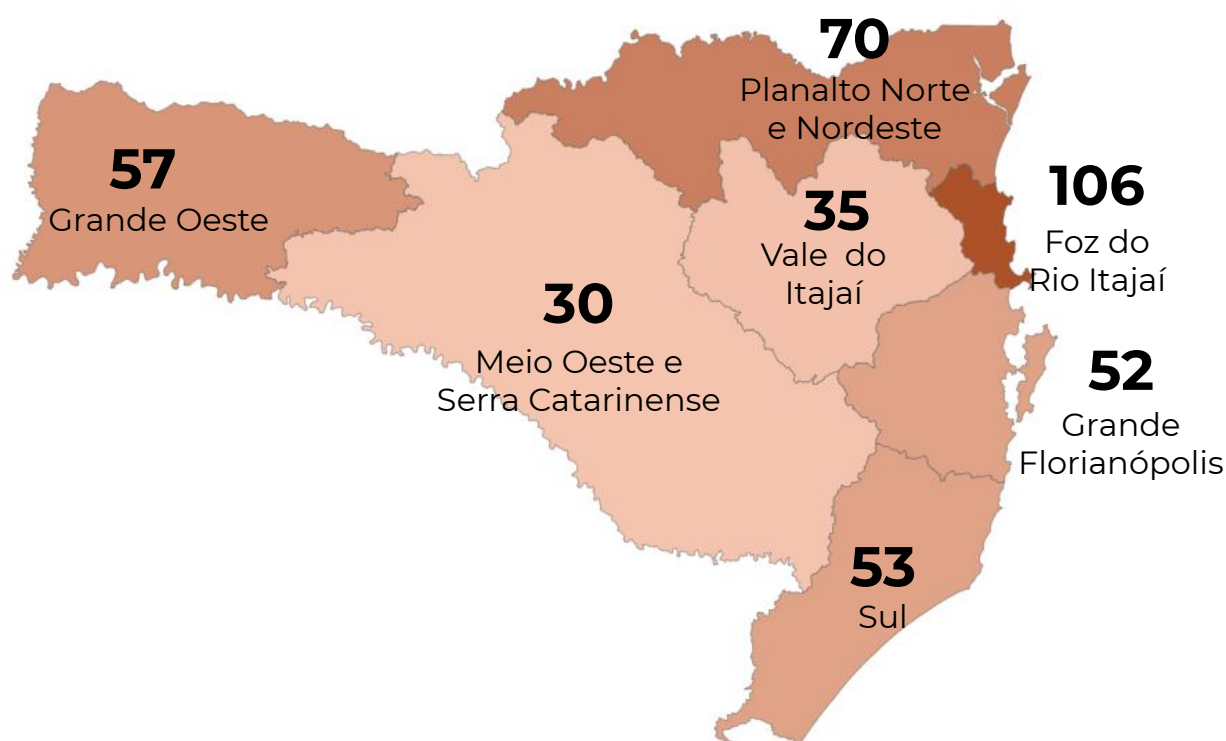 70
Planalto Norte
e Nordeste
57
Grande Oeste
106
Foz do
Rio Itajaí
35
Vale do
Itajaí
30
Meio Oeste e
Serra Catarinense
52
Grande
Florianópolis
53
Sul